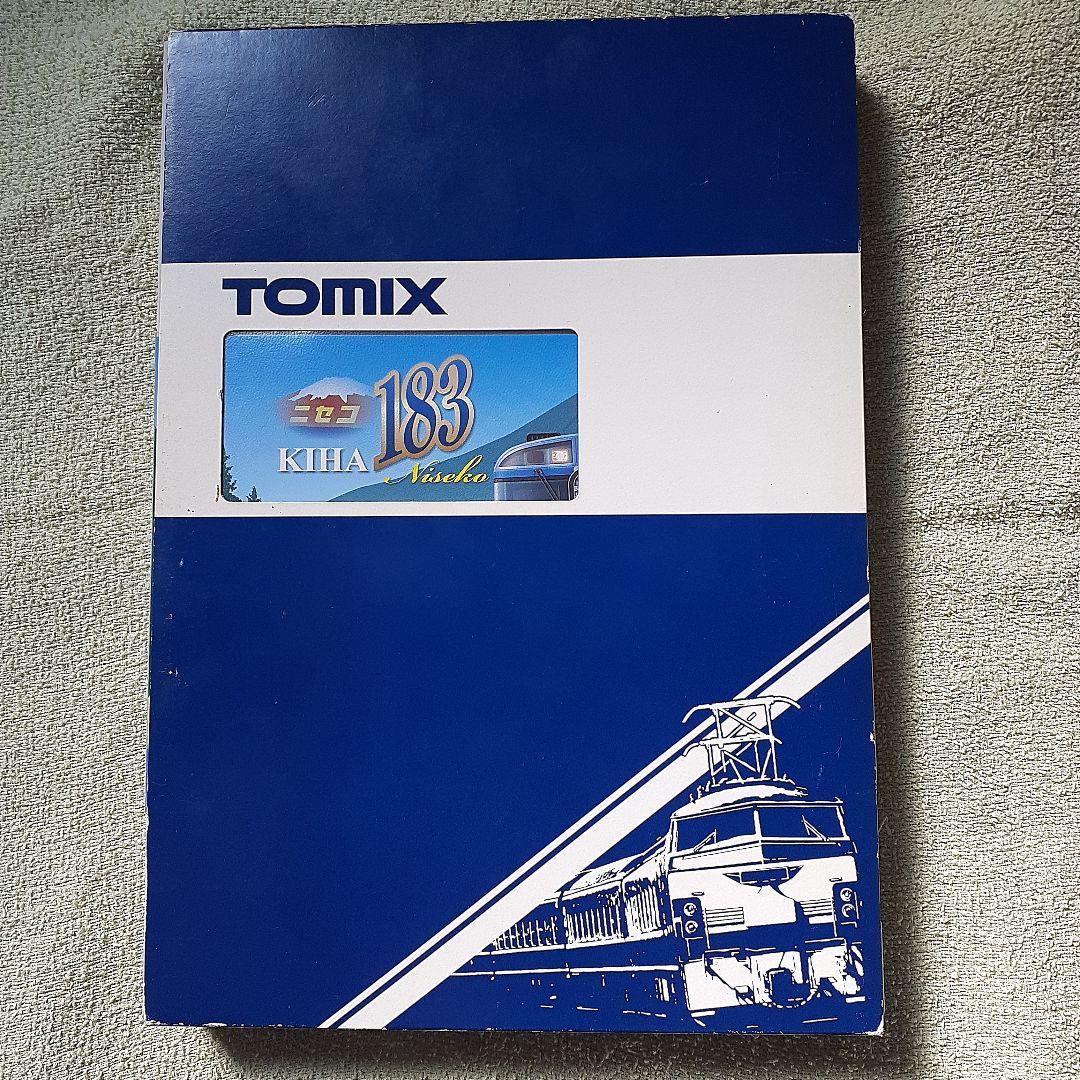 TOMIX
ニセコ
183
KIHA
Niseko